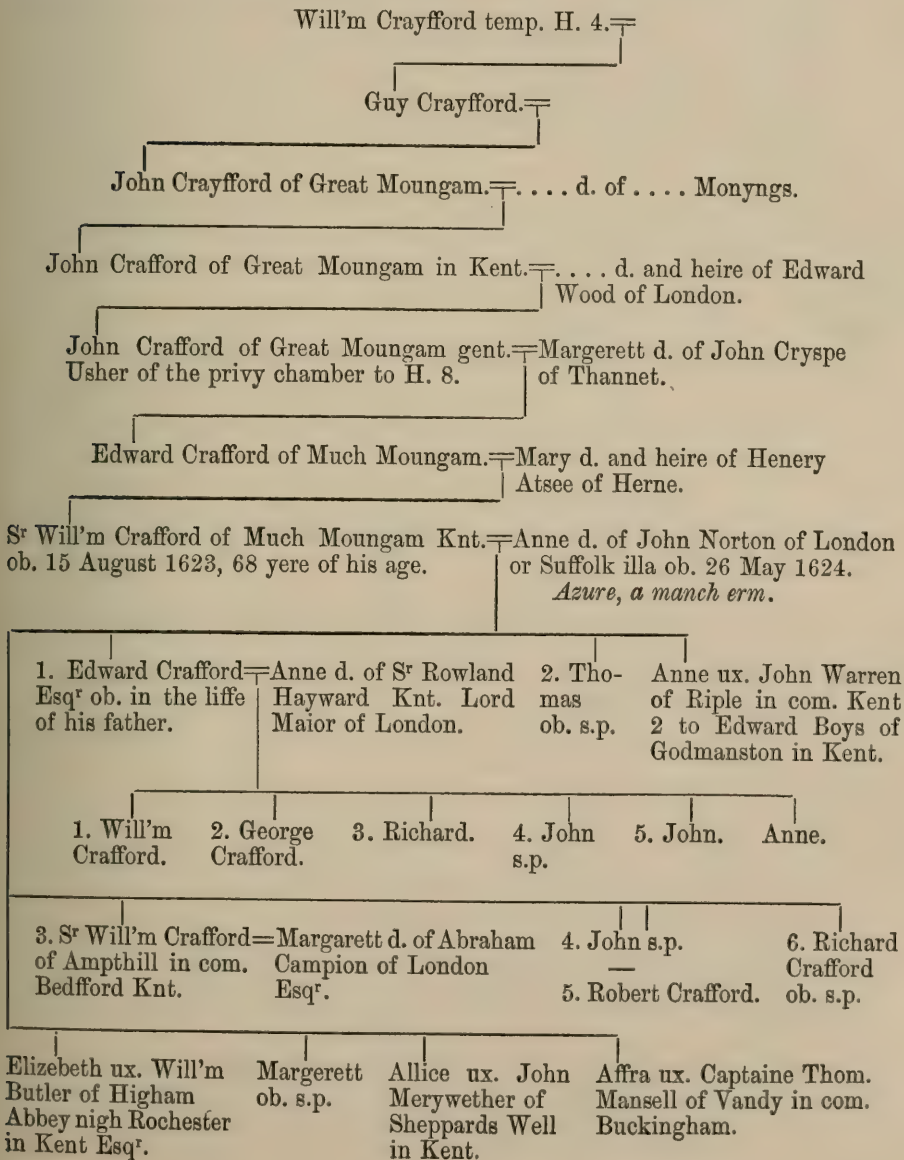 Will'm Crayfford temp. H. 4.
Guy Crayfford.
John Crayfford of Great Moungam. . . . . d. of . . . . Monyngs.
John Crafford of Great Moungam in Kent. . . . . d. and heire of Edward
Wood of London.
John Crafford of Great Moungam gent.
Usher of the privy chamber to H. 8.
Margerett d. of John Cryspe
of Thannet.
Edward Crafford of Much Moungam.
Mary d. and heire of Henery
Atsee of Herne.
Sʳ Will'm Crafford of Much Moungam Knt.
ob. 15 August 1623, 68 yere of his age.
Anne d. of John Norton of London
or Suffolk illa ob. 26 May 1624.
Azure, a manch erm.
1. Edward Crafford
Esqʳ ob. in the liffe
of his father.
Anne d. of Sʳ Rowland
Hayward Knt. Lord
Maior of London.
2. Tho-
mas
ob. s.p.
Anne ux. John Warren
of Riple in com. Kent
2 to Edward Boys of
Godmanston in Kent.
1. Will'm
Crafford.
2. George
Crafford.
3. Richard.
4. John
s.p.
5. John.
Anne.
3. Sʳ Will'm Crafford
of Ampthill in com.
Bedfford Knt.
Margarett d. of Abraham
Campion of London
Esqʳ.
4. John s.p.
—
5. Robert Crafford.
6. Richard
Crafford
ob. s.p.
Elizebeth ux. Will'm
Butler of Higham
Abbey nigh Rochester
in Kent Esqʳ.
Margerett
ob. s.p.
Allice ux. John
Merywether of
Sheppards Well
in Kent.
Affra ux. Captaine Thom.
Mansell of Vandy in com.
Buckingham.